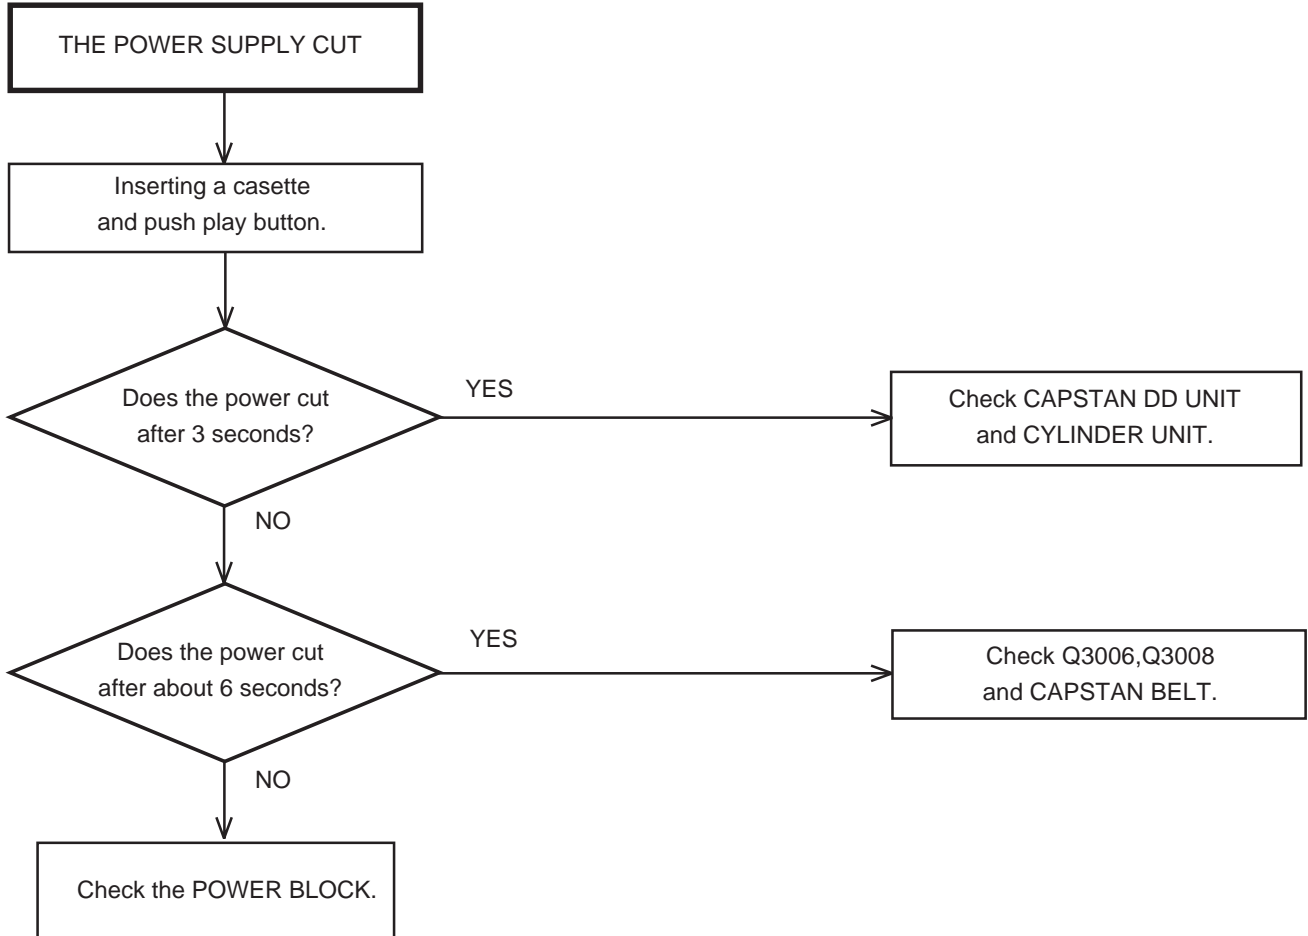 THE POWER SUPPLY CUT
Inserting a casette
and push play button.
Does the power cut
after 3 seconds?
YES
Check CAPSTAN DD UNIT
and CYLINDER UNIT.
NO
Does the power cut
after about 6 seconds?
YES
Check Q3006,Q3008
and CAPSTAN BELT.
NO
Check the POWER BLOCK.